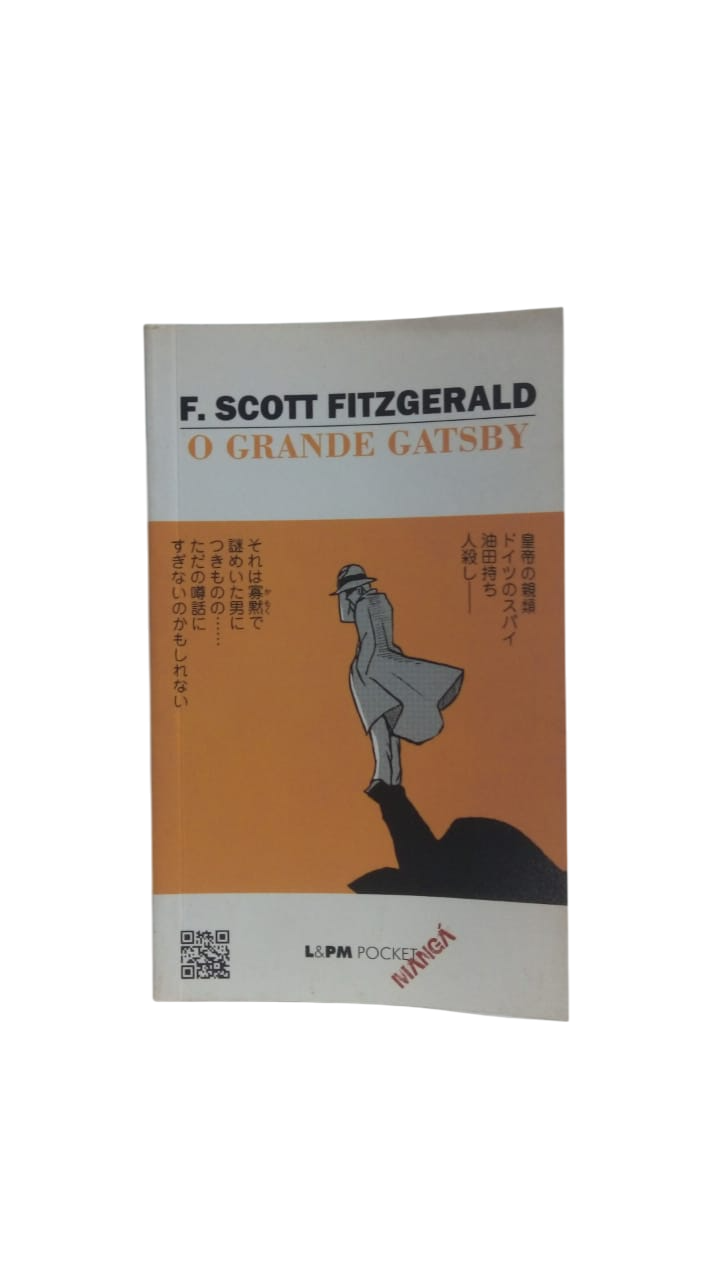 F. SCOTT FITZGERALD
O GRANDE GATSBY
皇帝の親類
ドイツのスパイ
油田持ち
人殺し――
それは寡黙で
かもく
謎めいた男に
つきものの……
ただの噂話に
すぎないのかもしれない
L&PM POCKET
MANGÁ